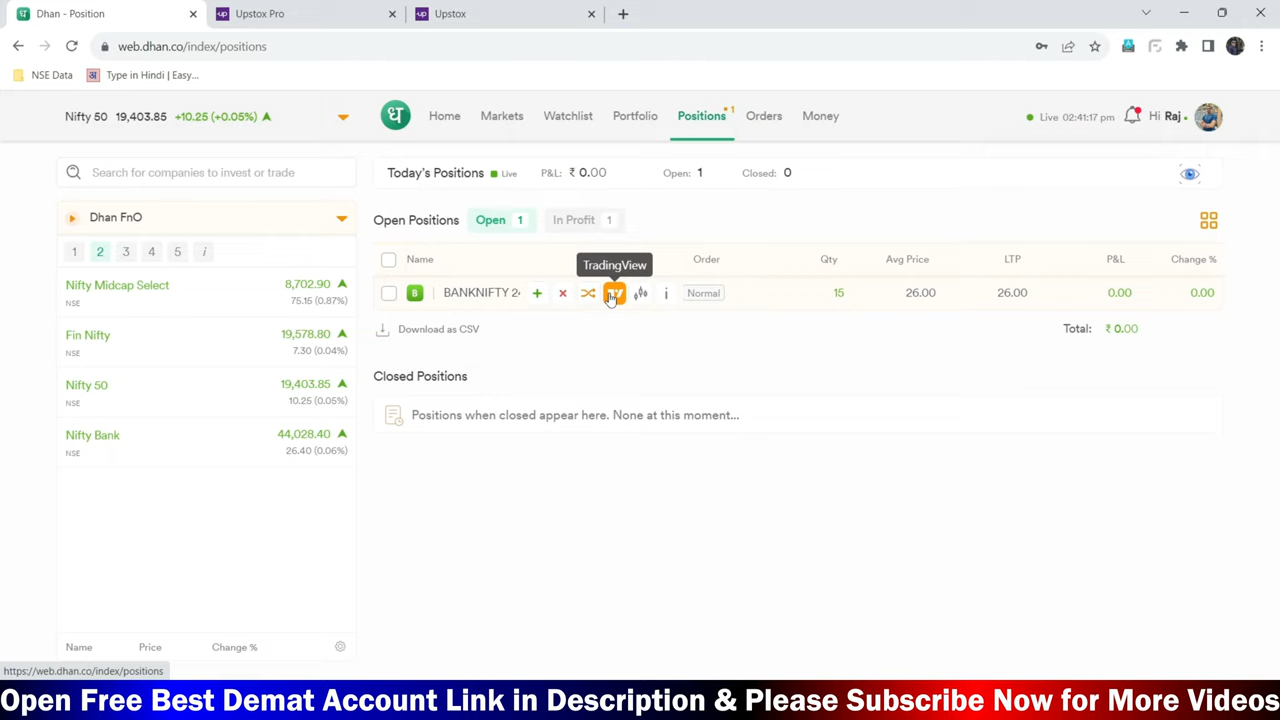 Dhan - Position
Upstox Pro
Upstox
web.dhan.co/index/positions
NSE Data
Type in Hindi | Easy...
Nifty 50 19,403.85 +10.25 (+0.05%)
Home
Markets
Watchlist
Portfolio
Positions 1
Orders
Money
Live 02:41:17 pm
Hi Raj
Search for companies to invest or trade
Today's Positions Live P&L: ₹ 0.00 Open: 1 Closed: 0
Dhan FnO
1 2 3 4 5 i
Nifty Midcap Select 8,702.90
NSE 75.15 (0.87%)
Fin Nifty 19,578.80
NSE 7.30 (0.04%)
Nifty 50 19,403.85
NSE 10.25 (0.05%)
Nifty Bank 44,028.40
NSE 26.40 (0.06%)
Name Price Change %
Open Positions Open 1 In Profit 1
TradingView
Name Order Qty Avg Price LTP P&L Change %
B BANKNIFTY 24 i Normal 15 26.00 26.00 0.00 0.00
Download as CSV Total: ₹ 0.00
Closed Positions
Positions when closed appear here. None at this moment...
https://web.dhan.co/index/positions
Open Free Best Demat Account Link in Description & Please Subscribe Now for More Videos